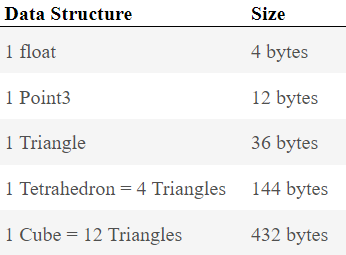 Data Structure Size
1 float 4 bytes
1 Point3 12 bytes
1 Triangle 36 bytes
1 Tetrahedron = 4 Triangles 144 bytes
1 Cube = 12 Triangles 432 bytes